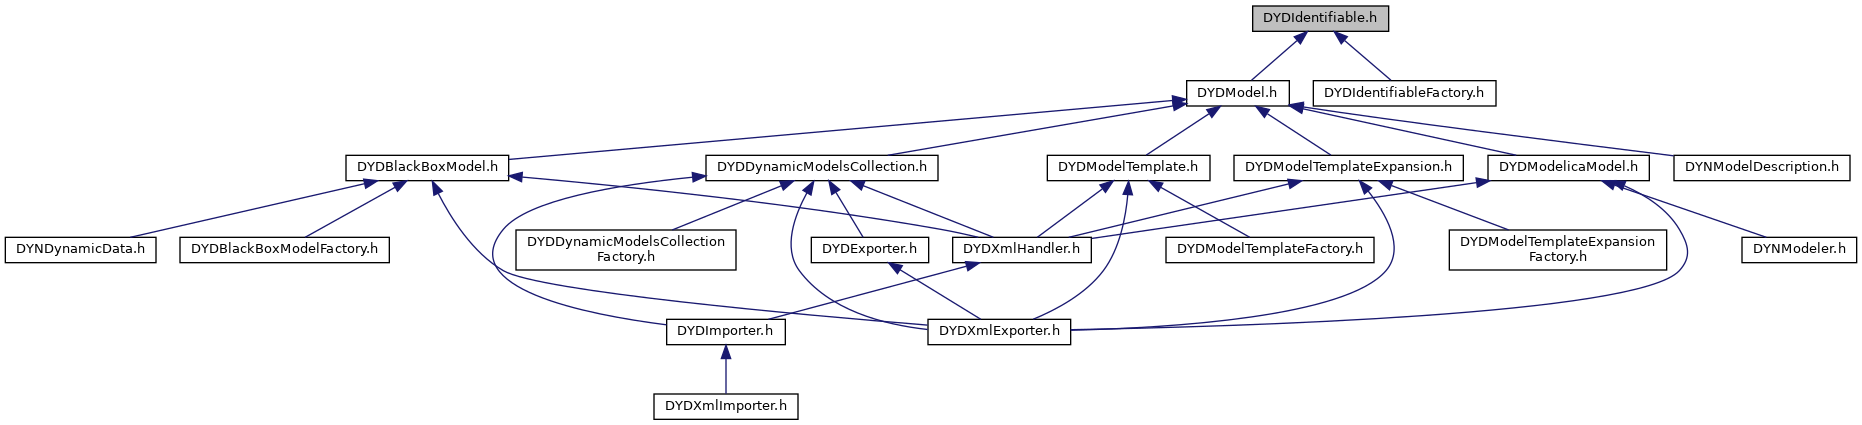 DYDIdentifiable.h
DYDModel.h
DYDIdentifiableFactory.h
DYDBlackBoxModel.h
DYDDynamicModelsCollection.h
DYDModelTemplate.h
DYDModelTemplateExpansion.h
DYDModelicaModel.h
DYNModelDescription.h
DYNDynamicData.h
DYDBlackBoxModelFactory.h
DYDDynamicModelsCollection
Factory.h
DYDExporter.h
DYDXmlHandler.h
DYDModelTemplateFactory.h
DYDModelTemplateExpansion
Factory.h
DYNModeler.h
DYDImporter.h
DYDXmlExporter.h
DYDXmlImporter.h